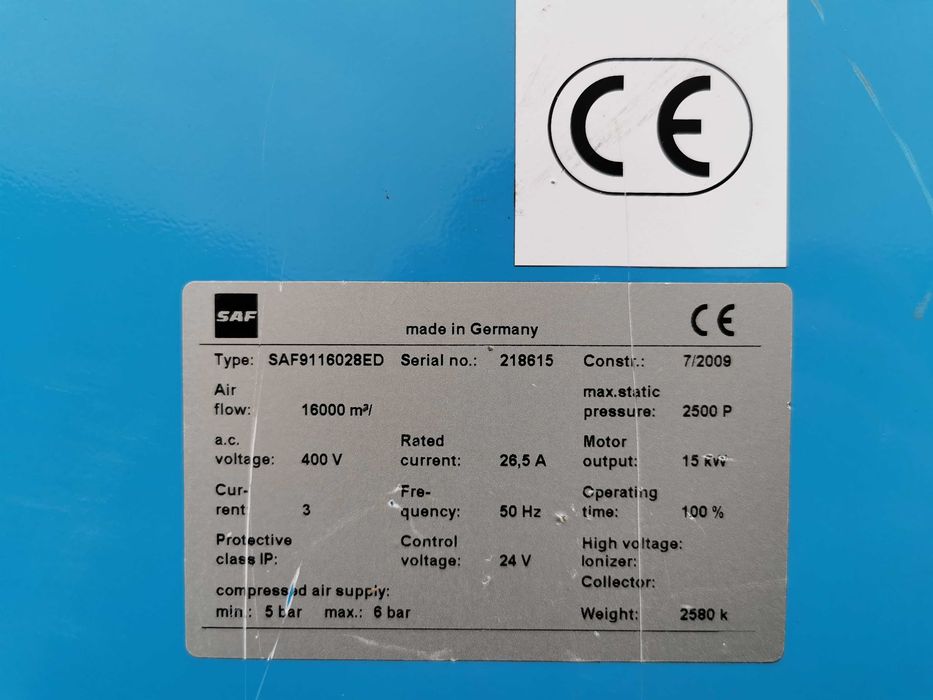 CE
SAF
made in Germany
CE
Type: SAF9116028ED Serial no.: 218615 Constr.: 7/2009
Air flow: 16000 m³/
max.static pressure: 2500 P
a.c. voltage: 400 V
Rated current: 26,5 A
Motor output: 15 kW
Cur-
rent 3
Fre-
quency: 50 Hz
Operating time: 100 %
Protective class IP:
Control voltage: 24 V
High voltage:
Ionizer:
Collector:
compressed air supply:
min.: 5 bar max.: 6 bar
Weight: 2580 k